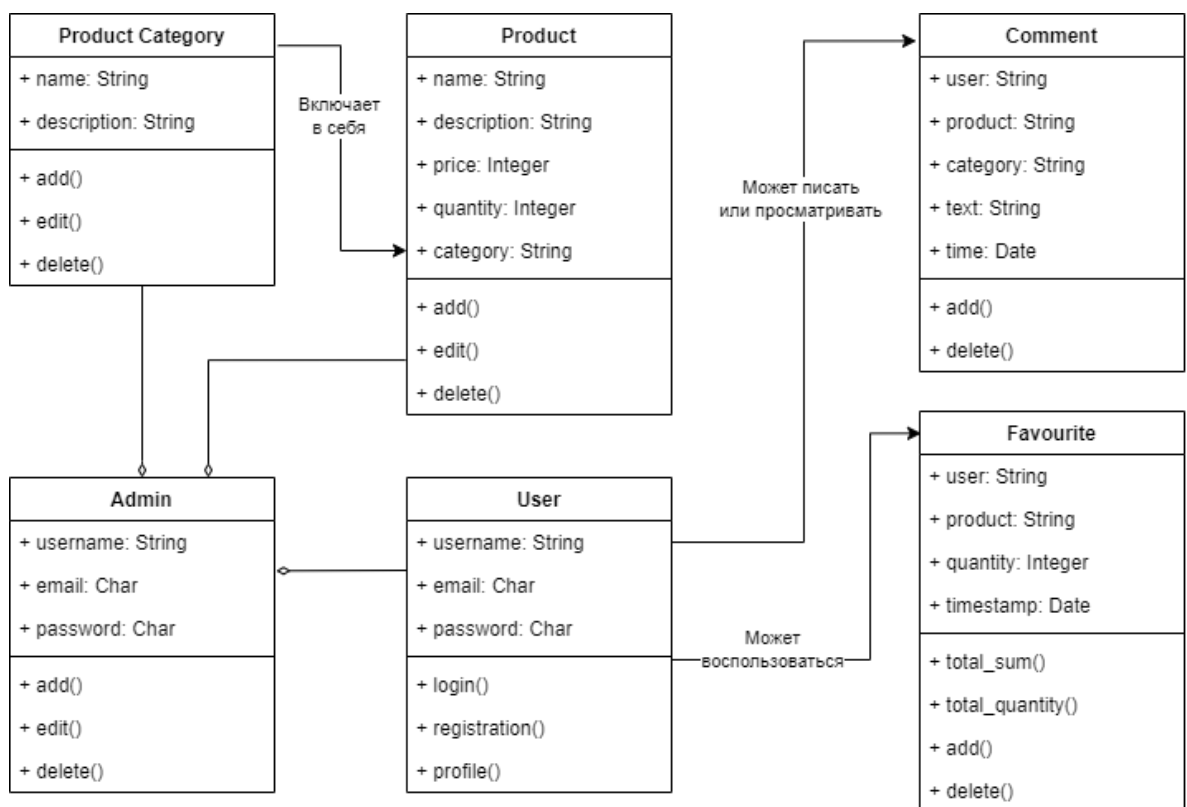 Product Category
+ name: String
+ description: String
+ add()
+ edit()
+ delete()
Включает
в себя
Product
+ name: String
+ description: String
+ price: Integer
+ quantity: Integer
+ category: String
+ add()
+ edit()
+ delete()
Может писать
или просматривать
Comment
+ user: String
+ product: String
+ category: String
+ text: String
+ time: Date
+ add()
+ delete()
Admin
+ username: String
+ email: Char
+ password: Char
+ add()
+ edit()
+ delete()
User
+ username: String
+ email: Char
+ password: Char
+ login()
+ registration()
+ profile()
Может
воспользоваться
Favourite
+ user: String
+ product: String
+ quantity: Integer
+ timestamp: Date
+ total_sum()
+ total_quantity()
+ add()
+ delete()